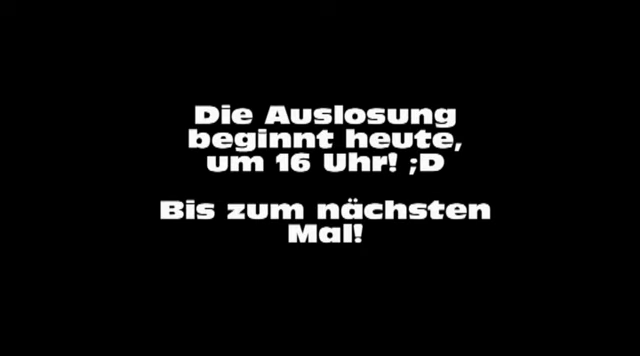 Die Auslosung
beginnt heute,
um 16 Uhr! ;D
Bis zum nächsten
Mal!